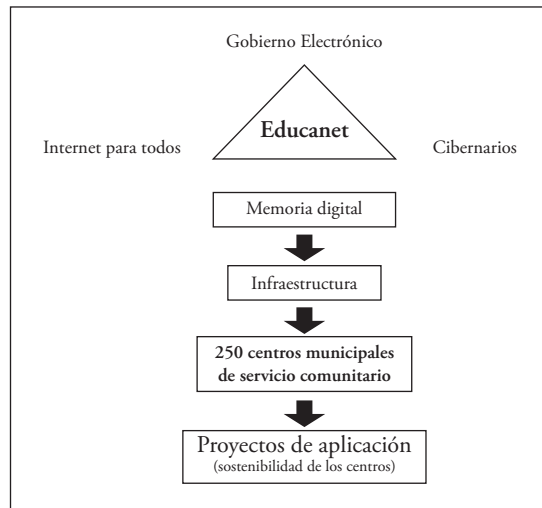 Gobierno Electrónico
Educanet
Internet para todos
Cibernarios
Memoria digital
Infraestructura
250 centros municipales
de servicio comunitario
Proyectos de aplicación
(sostenibilidad de los centros)